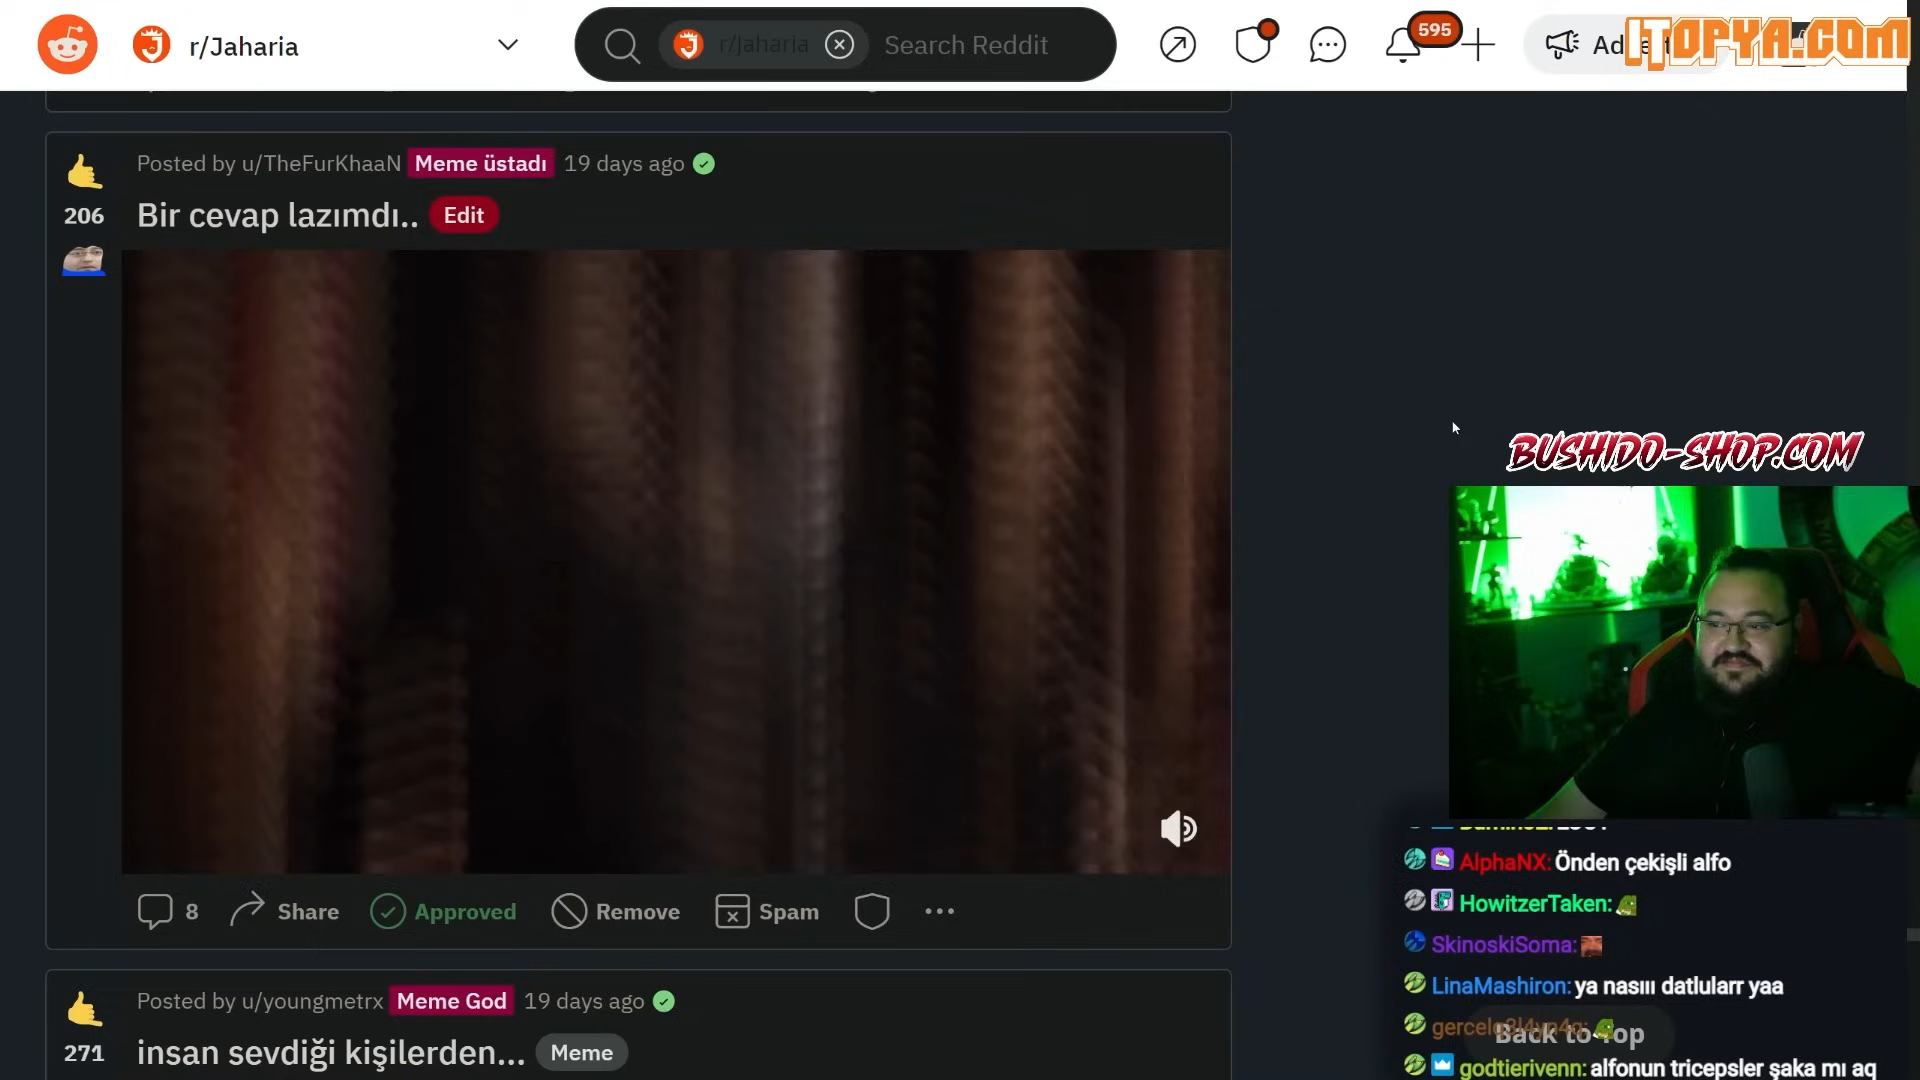 r/Jaharia
r/jaharia
Search Reddit
595
ITOPYA.COM
Posted by u/TheFurKhaaN Meme üstadı 19 days ago
206
Bir cevap lazımdı.. Edit
BUSHIDO-SHOP.COM
8 Share Approved Remove Spam
AlphaNX: Önden çekişli alfo
HowitzerTaken:
SkinoskiSoma:
LinaMashiron: ya nasııı datlularr yaa
Back to Top
godtierivenn: alfonun tricepsler şaka mı aq
Posted by u/youngmetrx Meme God 19 days ago
271
insan sevdiği kişilerden... Meme